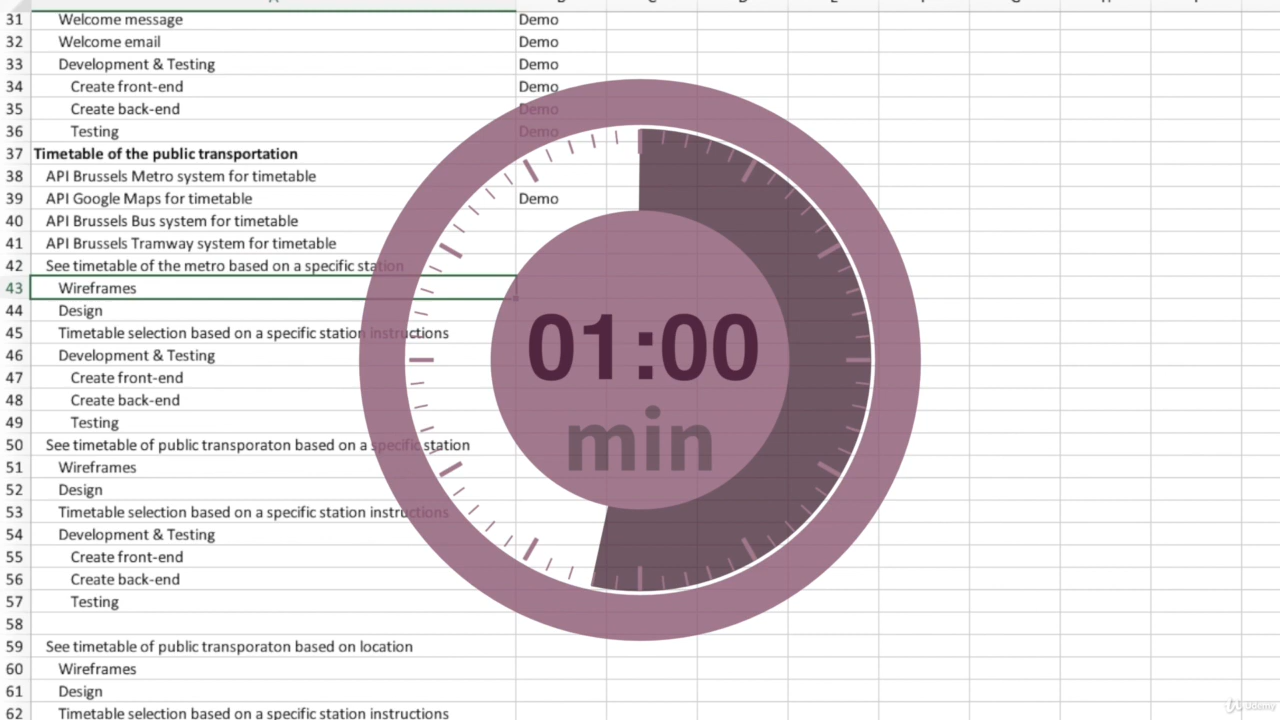 31 Welcome message Demo
32 Welcome email Demo
33 Development & Testing Demo
34 Create front-end Demo
35 Create back-end Demo
36 Testing Demo
37 Timetable of the public transportation
38 API Brussels Metro system for timetable
39 API Google Maps for timetable Demo
40 API Brussels Bus system for timetable
41 API Brussels Tramway system for timetable
42 See timetable of the metro based on a specific station
43 Wireframes
44 Design
45 Timetable selection based on a specific station instructions
46 Development & Testing
47 Create front-end
48 Create back-end
49 Testing
50 See timetable of public transporaton based on a specific station
51 Wireframes
52 Design
53 Timetable selection based on a specific station instructions
54 Development & Testing
55 Create front-end
56 Create back-end
57 Testing
58
59 See timetable of public transporaton based on location
60 Wireframes
61 Design
62 Timetable selection based on a specific station instructions
01:00
min
Udemy